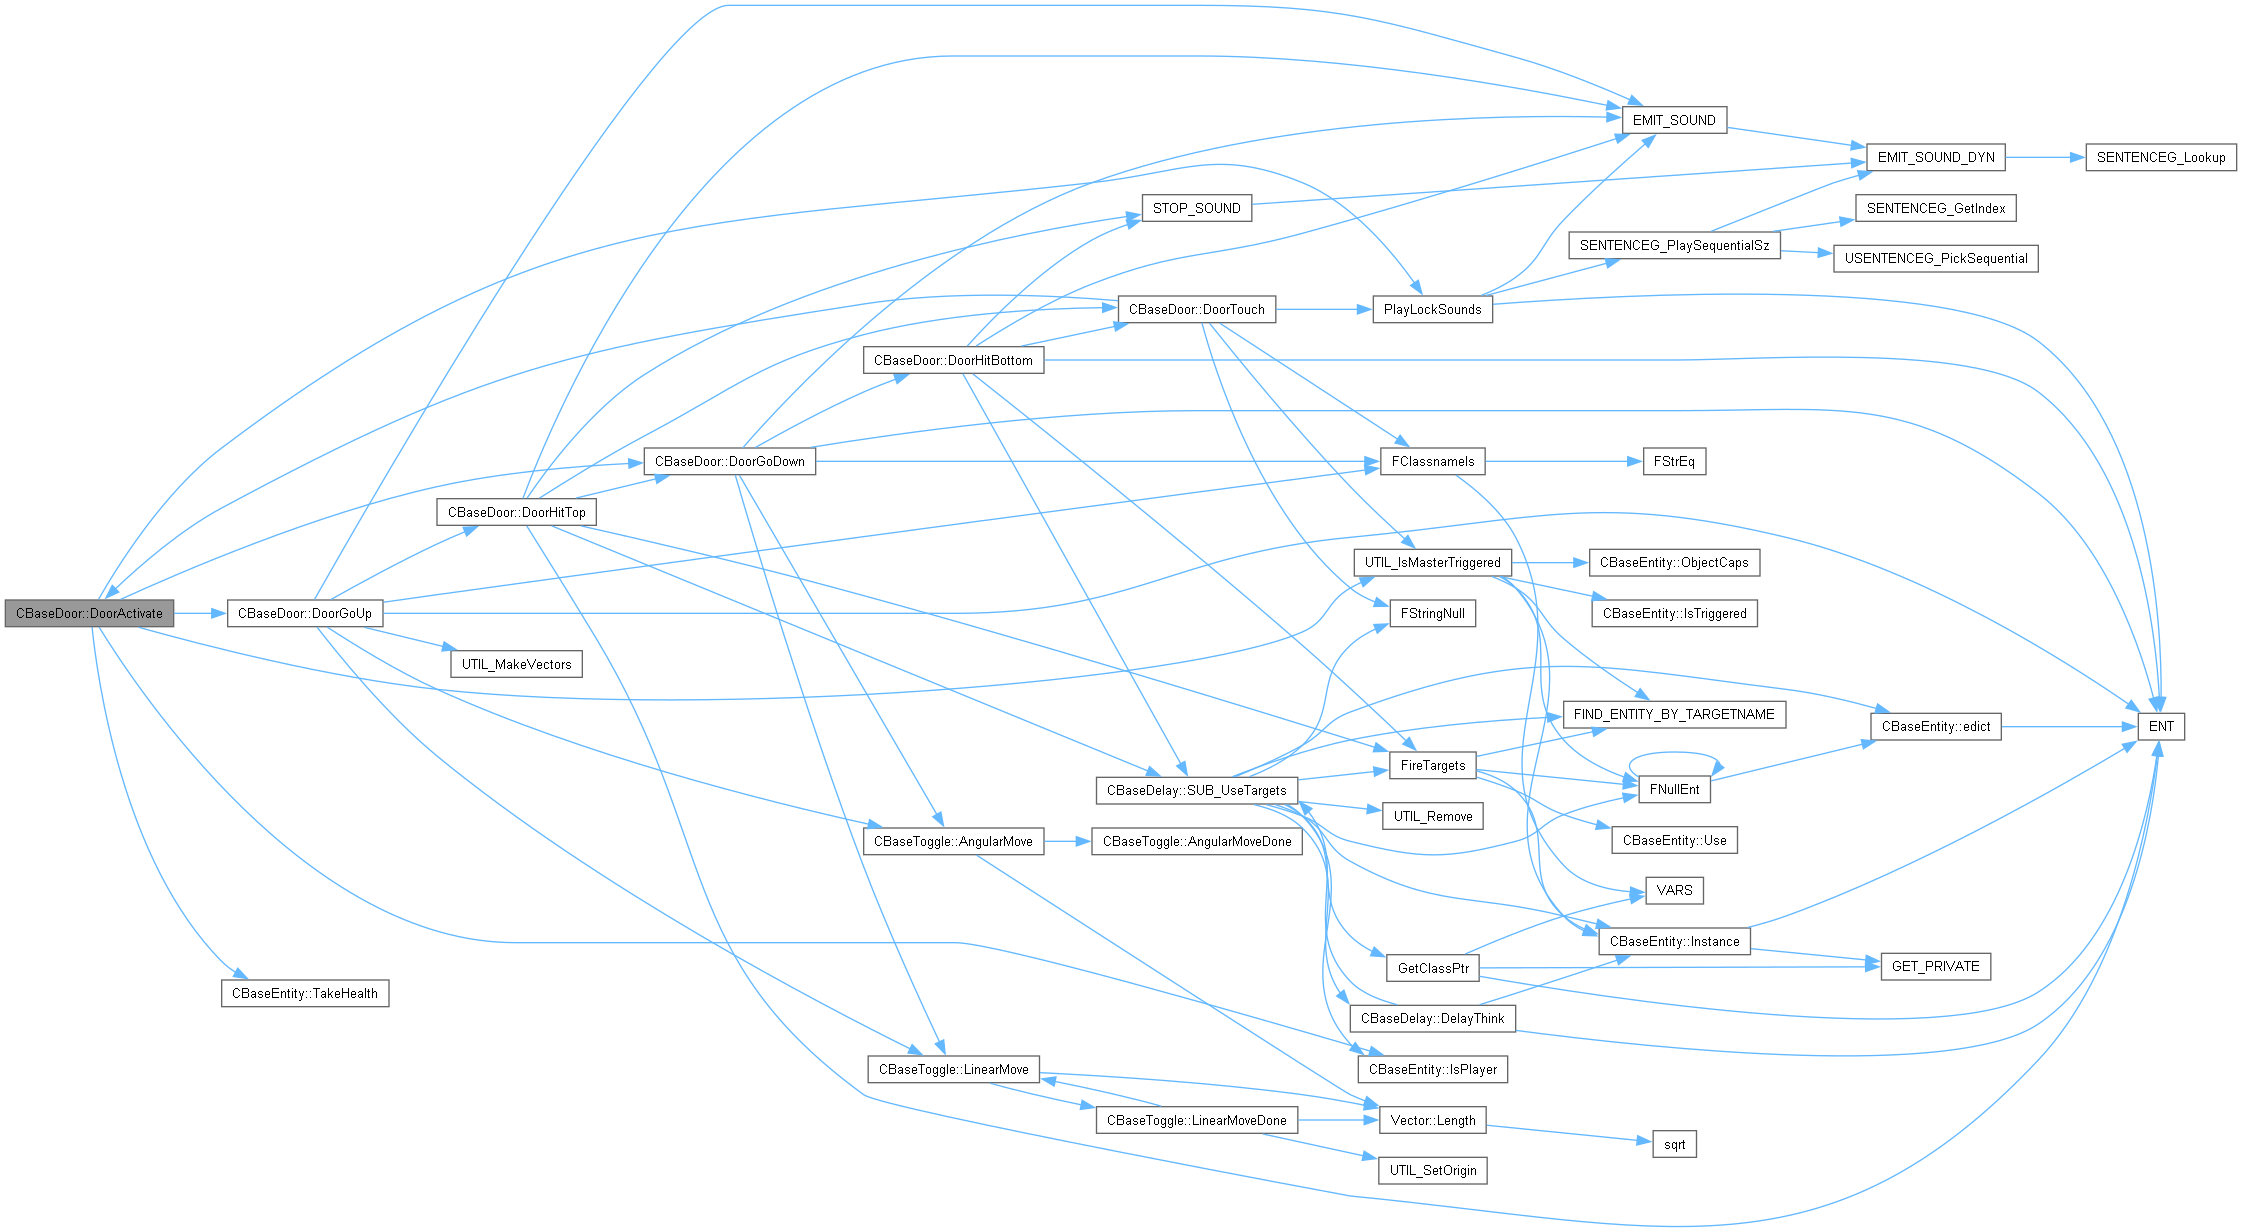 EMIT_SOUND
EMIT_SOUND_DYN
SENTENCEG_Lookup
STOP_SOUND
SENTENCEG_GetIndex
SENTENCEG_PlaySequentialSz
USENTENCEG_PickSequential
CBaseDoor::DoorTouch
PlayLockSounds
CBaseDoor::DoorHitBottom
CBaseDoor::DoorGoDown
FClassnameIs
FStrEq
CBaseDoor::DoorHitTop
UTIL_IsMasterTriggered
CBaseEntity::ObjectCaps
CBaseDoor::DoorActivate
CBaseDoor::DoorGoUp
FStringNull
CBaseEntity::IsTriggered
UTIL_MakeVectors
FIND_ENTITY_BY_TARGETNAME
CBaseEntity::edict
ENT
FireTargets
CBaseDelay::SUB_UseTargets
FNullEnt
UTIL_Remove
CBaseToggle::AngularMove
CBaseToggle::AngularMoveDone
CBaseEntity::Use
VARS
CBaseEntity::Instance
GetClassPtr
GET_PRIVATE
CBaseEntity::TakeHealth
CBaseDelay::DelayThink
CBaseToggle::LinearMove
CBaseEntity::IsPlayer
CBaseToggle::LinearMoveDone
Vector::Length
sqrt
UTIL_SetOrigin